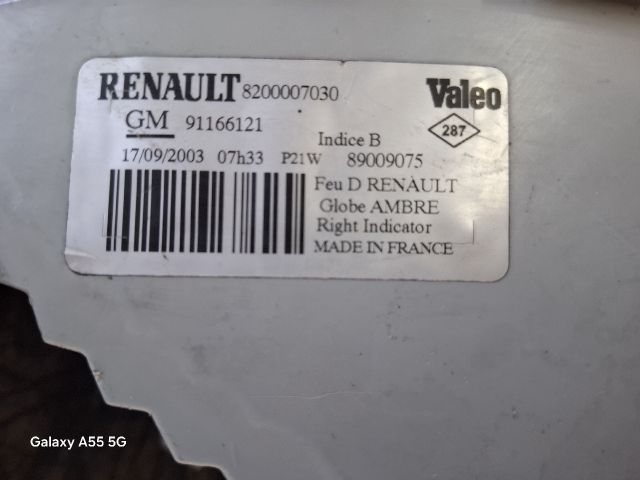 RENAULT 8200007030 Valeo
GM 91166121 287
Indice B
17/09/2003 07h33 P21W 89009075
Feu D RENAULT
Globe AMBRE
Right Indicator
MADE IN FRANCE
Galaxy A55 5G